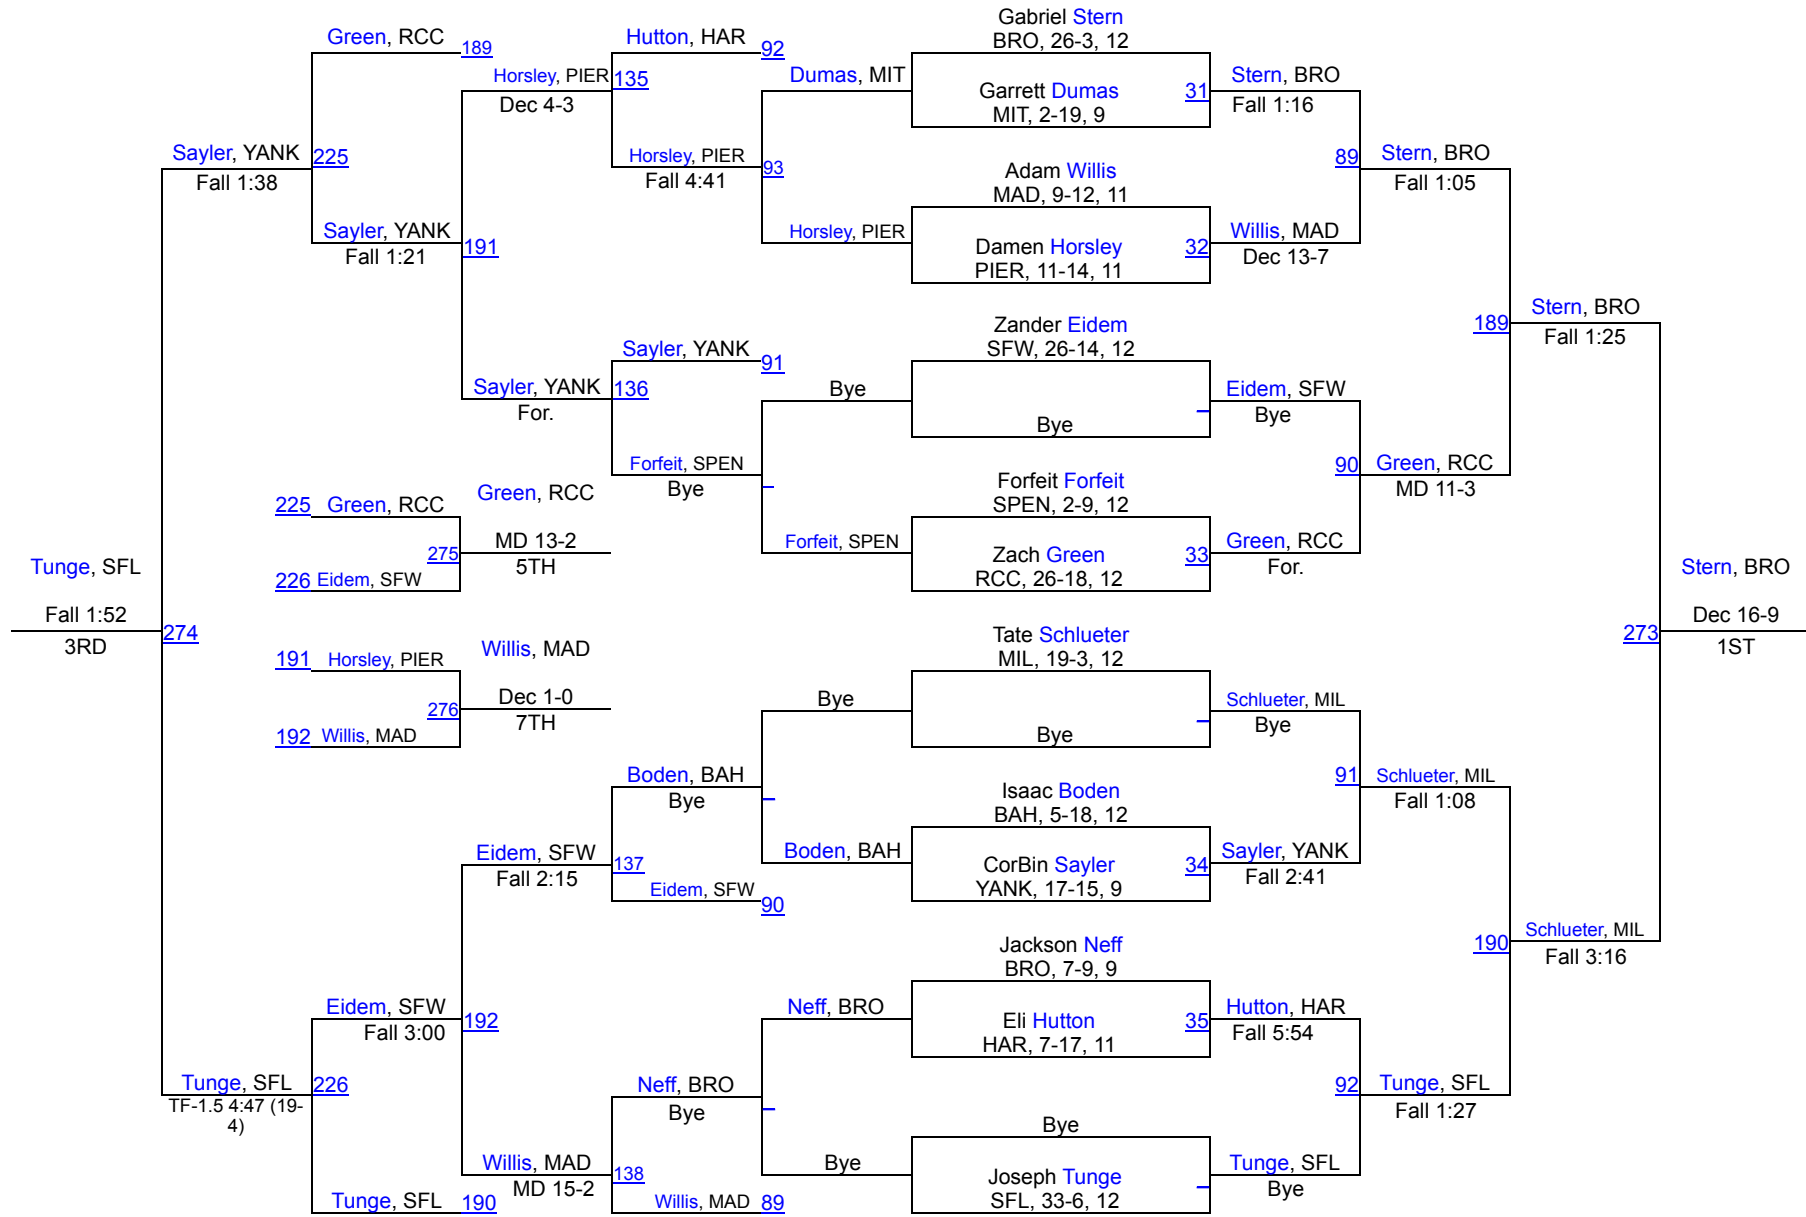 Gabriel Stern
BRO, 26-3, 12
Green, RCC
189
Hutton, HAR
92
Horsley, PIER
135
Dec 4-3
Dumas, MIT
Garrett Dumas
MIT, 2-19, 9
31
Stern, BRO
Fall 1:16
Sayler, YANK
225
Fall 1:38
Horsley, PIER
93
Fall 4:41
Adam Willis
MAD, 9-12, 11
89
Stern, BRO
Fall 1:05
Sayler, YANK
191
Fall 1:21
Horsley, PIER
Damen Horsley
PIER, 11-14, 11
32
Willis, MAD
Dec 13-7
Zander Eidem
SFW, 26-14, 12
189
Stern, BRO
Fall 1:25
Sayler, YANK
91
Sayler, YANK
136
For.
Bye
Bye
Eidem, SFW
Bye
Forfeit, SPEN
Bye
Forfeit Forfeit
SPEN, 2-9, 12
90
Green, RCC
MD 11-3
225
Green, RCC
Green, RCC
275
MD 13-2
5TH
226
Eidem, SFW
Forfeit, SPEN
Zach Green
RCC, 26-18, 12
33
Green, RCC
For.
Tunge, SFL
Fall 1:52
3RD
274
Stern, BRO
273
Dec 16-9
1ST
191
Horsley, PIER
Willis, MAD
276
Dec 1-0
7TH
192
Willis, MAD
Tate Schlueter
MIL, 19-3, 12
Bye
Bye
Schlueter, MIL
Bye
Boden, BAH
Bye
Isaac Boden
BAH, 5-18, 12
91
Schlueter, MIL
Fall 1:08
Eidem, SFW
137
Fall 2:15
Eidem, SFW
90
Boden, BAH
CorBin Sayler
YANK, 17-15, 9
34
Sayler, YANK
Fall 2:41
190
Schlueter, MIL
Fall 3:16
Jackson Neff
BRO, 7-9, 9
Eidem, SFW
192
Fall 3:00
Neff, BRO
Eli Hutton
HAR, 7-17, 11
35
Hutton, HAR
Fall 5:54
Tunge, SFL
226
TF-1.5 4:47 (19-
4)
Neff, BRO
Bye
92
Tunge, SFL
Fall 1:27
Willis, MAD
138
MD 15-2
Bye
Bye
Joseph Tunge
SFL, 33-6, 12
Tunge, SFL
Bye
Tunge, SFL
190
Willis, MAD
89